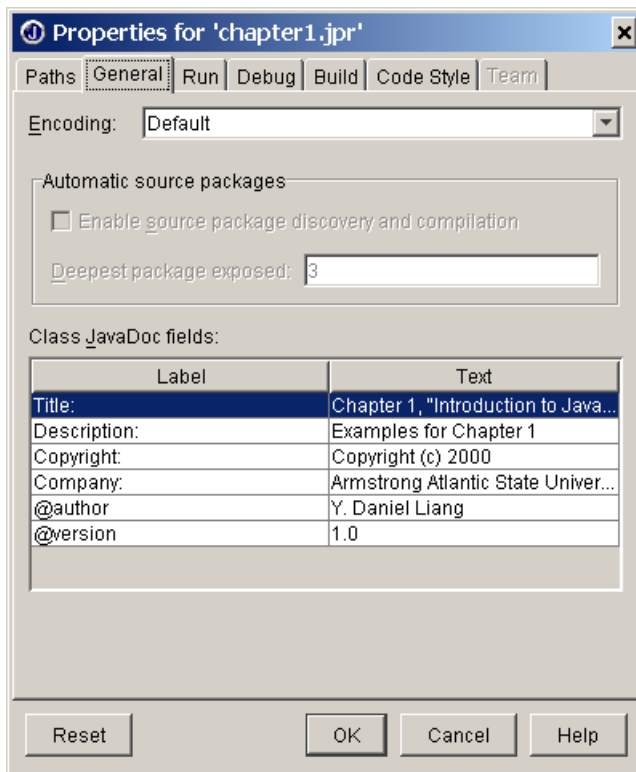 Properties for 'chapter1.jpr'
Paths General Run Debug Build Code Style Team
Encoding: Default
Automatic source packages
Enable source package discovery and compilation
Deepest package exposed: 3
Class JavaDoc fields:
Label Text
Title: Chapter 1, "Introduction to Java...
Description: Examples for Chapter 1
Copyright: Copyright (c) 2000
Company: Armstrong Atlantic State Univer...
@author Y. Daniel Liang
@version 1.0
Reset OK Cancel Help